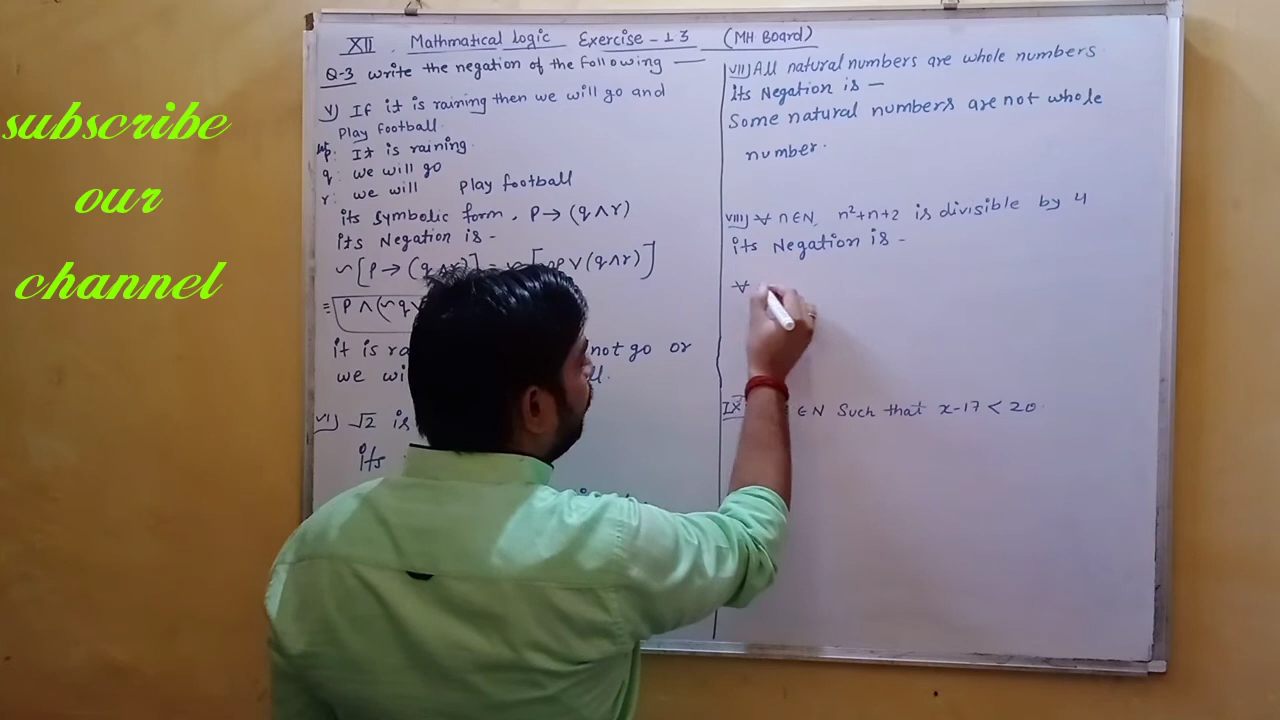 subscribe
our
channel
XII . Mathmatical logic Exercise-13 (MH Board)
Q-3 write the negation of the following —
V) If it is raining then we will go and
Play football.
p: It is raining.
q: we will go
r: we will Play football
its symbolic form. P→(q∧r)
its Negation is -
∼[P→(q∧r)] ≡ ∼[∼P∨(q∧r)]
≡ P∧(∼q∨
it is not go or
we
VI) √2 is
its
VII) All natural numbers are whole numbers
its Negation is —
Some natural numbers are not whole
number.
VIII) ∀ n∈N, n²+n+2 is divisible by 4
its Negation is -
∀
IX) ∈N Such that x-17<20.